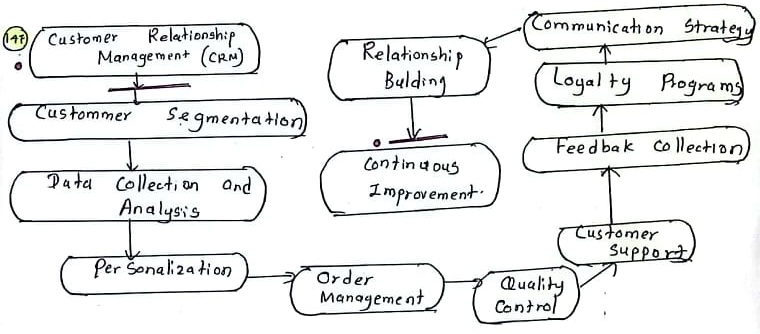 147
Customer Relationship
Management (CRM)
Custommer Segmentation
Data Collection and
Analysis
Personalization
Order
Management
Quality
Control
Customer
Support
Feedbak Collection
Loyalty Programs
Communication Strategy
Relationship
Bulding
Continuous
Improvement.